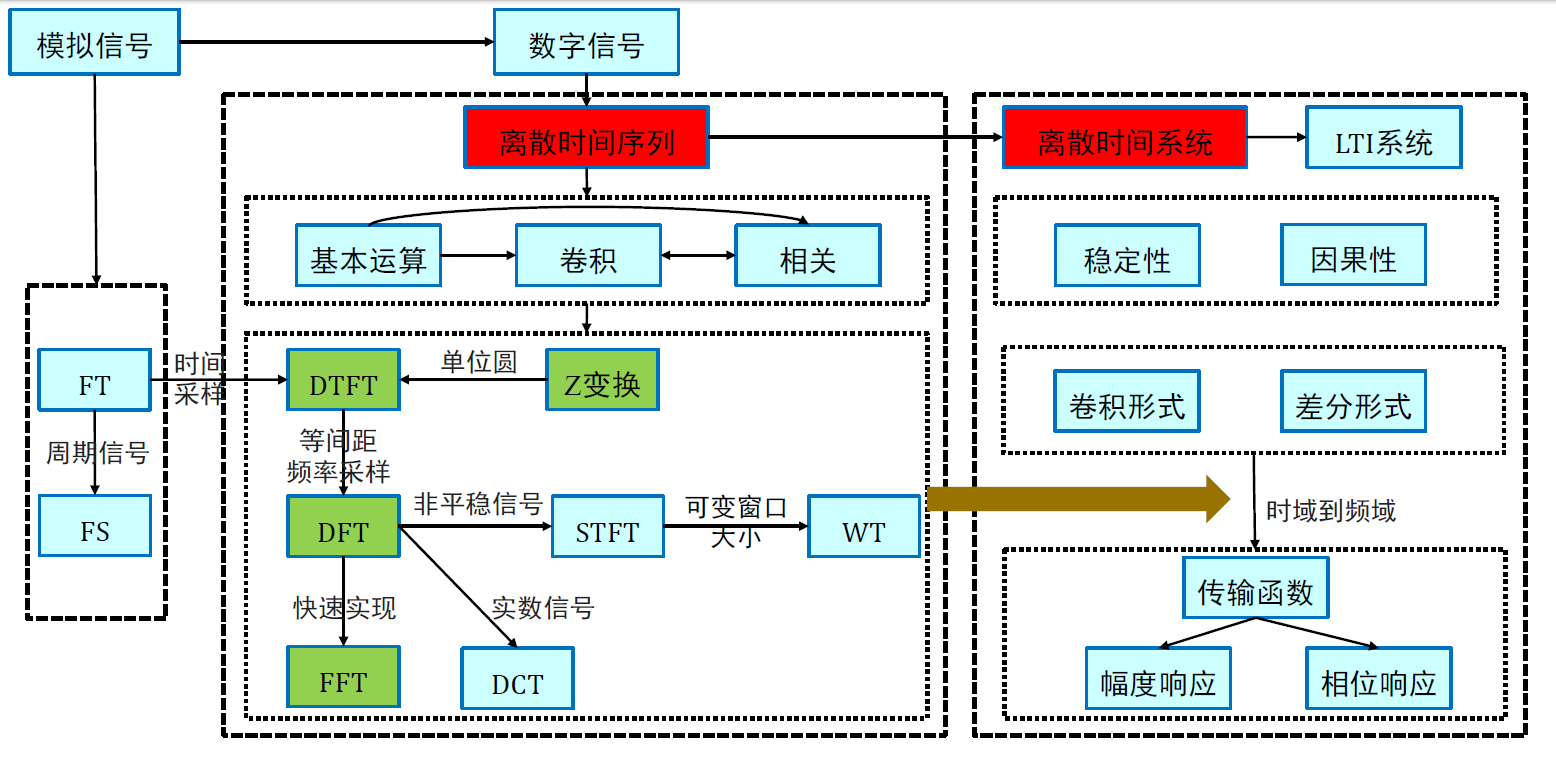 模拟信号
数字信号
离散时间序列
离散时间系统
LTI系统
基本运算
卷积
相关
稳定性
因果性
FT
时间
采样
DTFT
单位圆
Z变换
卷积形式
差分形式
周期信号
等间距
频率采样
FS
DFT
非平稳信号
STFT
可变窗口
大小
WT
时域到频域
快速实现
实数信号
传输函数
FFT
DCT
幅度响应
相位响应